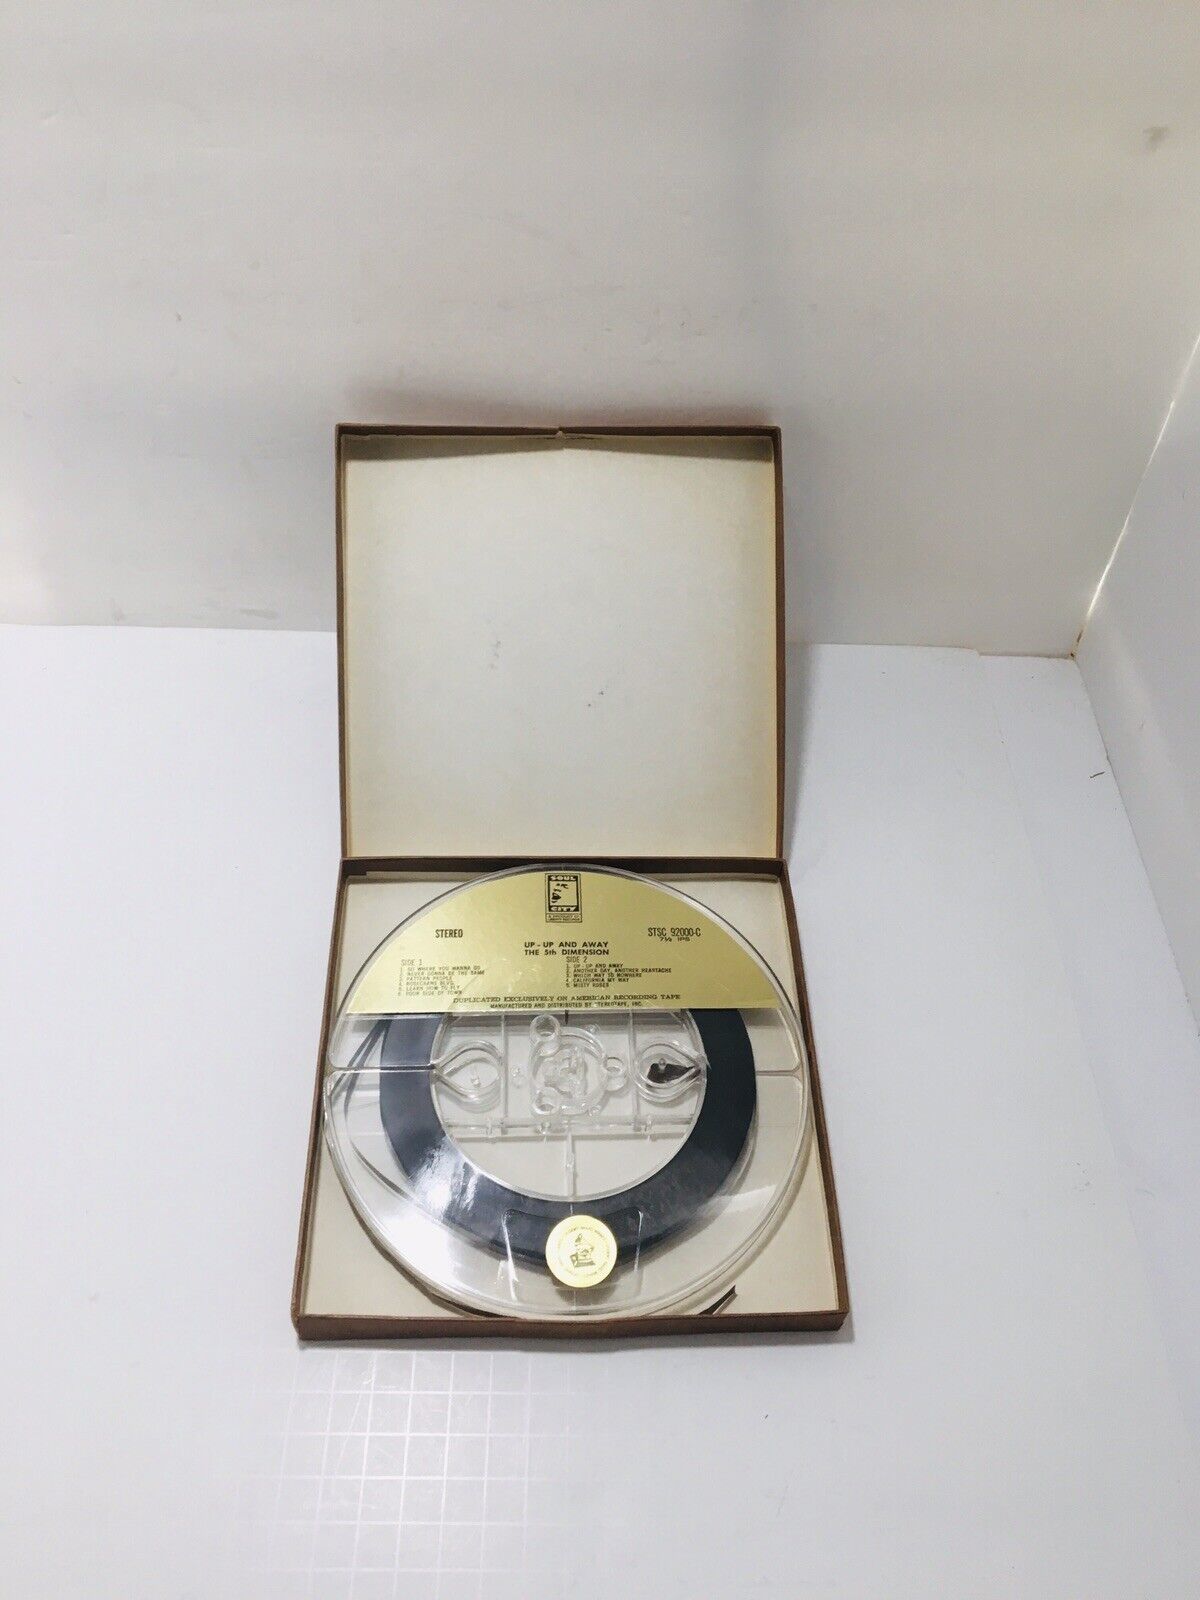 SOUL
CITY
A PRODUCT OF
LIBERTY RECORDS
STEREO
STSC 92000-C
7½ IPS
UP-UP AND AWAY
THE 5th DIMENSION
SIDE 1
1. GO WHERE YOU WANNA GO
2. NEVER GONNA BE THE SAME
3. PATTERN PEOPLE
4. ROSECRANS BLVD.
5. LEARN HOW TO FLY
6. POOR SIDE OF TOWN
SIDE 2
1. UP-UP AND AWAY
2. ANOTHER DAY, ANOTHER HEARTACHE
3. WHICH WAY TO NOWHERE
4. CALIFORNIA MY WAY
5. MISTY ROSES
DUPLICATED EXCLUSIVELY ON AMERICAN RECORDING TAPE
MANUFACTURED AND DISTRIBUTED BY STEREOTAPE, INC.